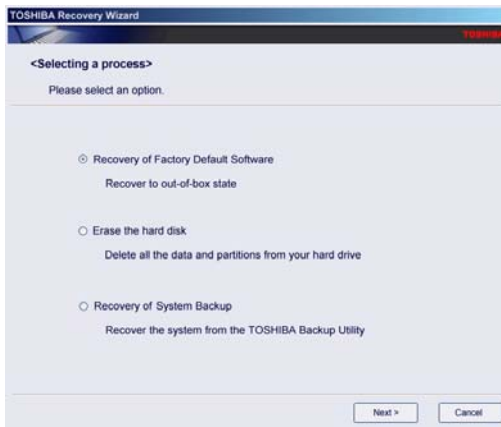 TOSHIBA Recovery Wizard
TOSHIBA
<Selecting a process>
Please select an option.
Recovery of Factory Default Software
Recover to out-of-box state
Erase the hard disk
Delete all the data and partitions from your hard drive
Recovery of System Backup
Recover the system from the TOSHIBA Backup Utility
Next >
Cancel